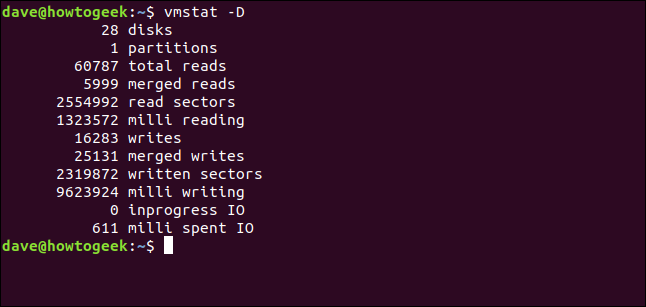 dave@howtogeek:~$ vmstat -D
28 disks
1 partitions
60787 total reads
5999 merged reads
2554992 read sectors
1323572 milli reading
16283 writes
25131 merged writes
2319872 written sectors
9623924 milli writing
0 inprogress IO
611 milli spent IO
dave@howtogeek:~$